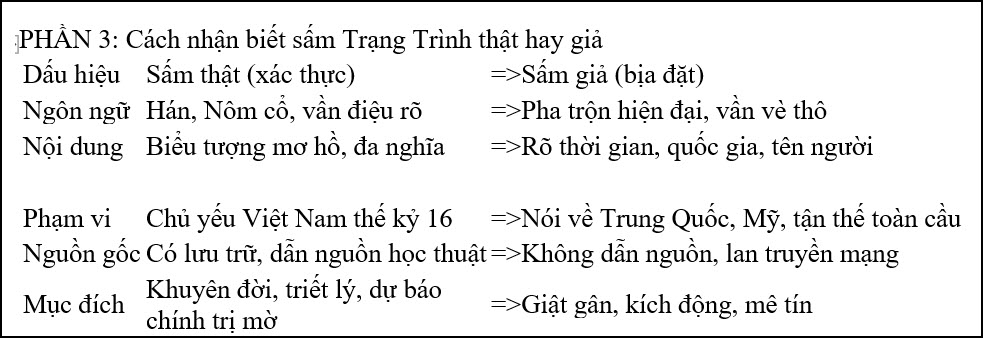 PHẦN 3: Cách nhận biết sấm Trạng Trình thật hay giả
Dấu hiệu Sấm thật (xác thực) =>Sấm giả (bịa đặt)
Ngôn ngữ Hán, Nôm cổ, vần điệu rõ =>Pha trộn hiện đại, vần vè thô
Nội dung Biểu tượng mơ hồ, đa nghĩa =>Rõ thời gian, quốc gia, tên người
Phạm vi Chủ yếu Việt Nam thế kỷ 16 =>Nói về Trung Quốc, Mỹ, tận thế toàn cầu
Nguồn gốc Có lưu trữ, dẫn nguồn học thuật =>Không dẫn nguồn, lan truyền mạng
Mục đích Khuyên đời, triết lý, dự báo =>Giật gân, kích động, mê tín
chính trị mờ